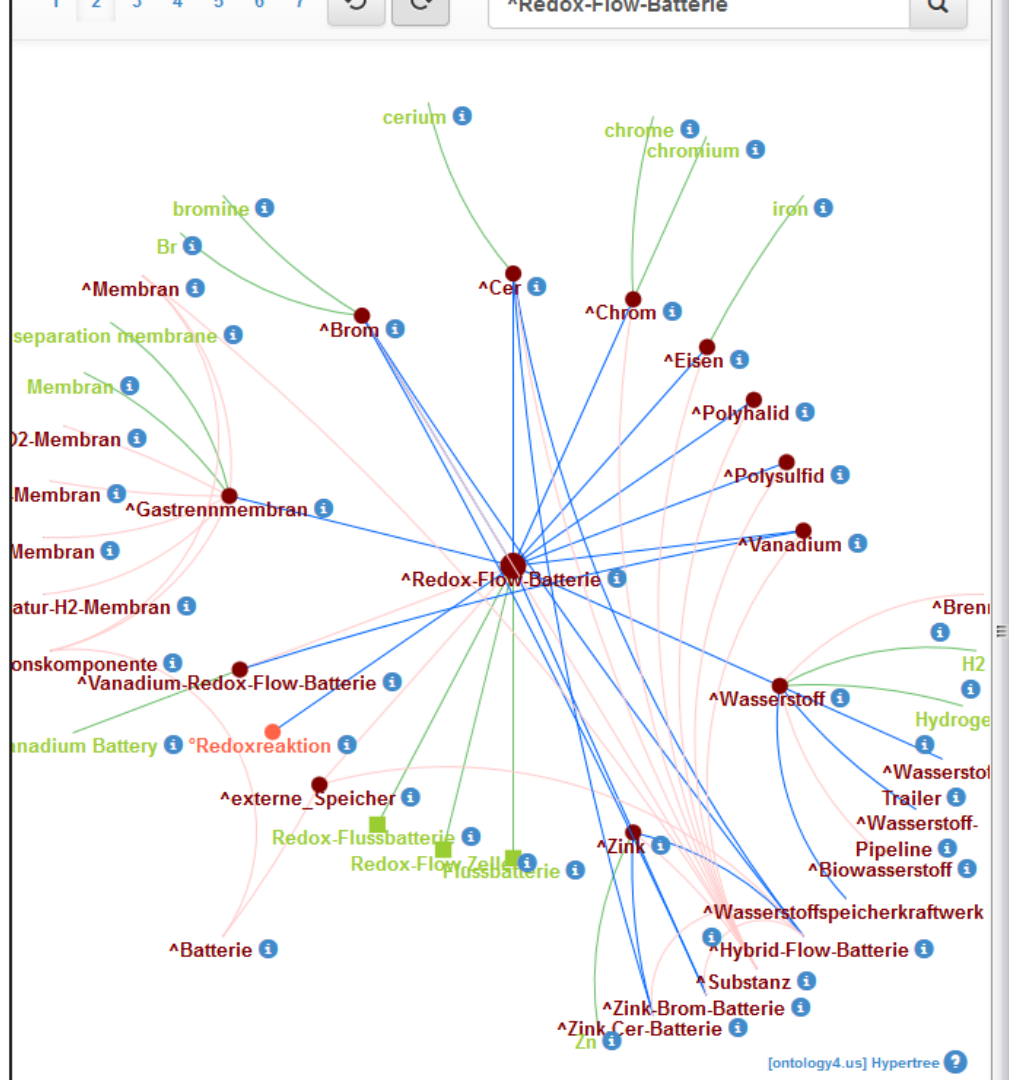 1 2 3 4 5 6 7
^Redox-Flow-Batterie
cerium
chrome
chromium
bromine
iron
Br
^Membran
^Cer
^Chrom
^Brom
separation membrane
^Eisen
Membran
^Polyhalid
O2-Membran
^Polysulfid
-Membran
^Gastrennmembran
^Vanadium
Membran
^Redox-Flow-Batterie
atur-H2-Membran
^Bren
onskomponente
H2
^Vanadium-Redox-Flow-Batterie
^Wasserstoff
Hydroge
anadium Battery
°Redoxreaktion
^Wasserstof
Trailer
^externe_Speicher
^Wasserstoff-
Pipeline
Redox-Flussbatterie
^Zink
Redox-Flow Zelle
Flussbatterie
^Biowasserstoff
^Wasserstoffspeicherkraftwerk
^Batterie
^Hybrid-Flow-Batterie
^Substanz
^Zink-Brom-Batterie
^Zink Cer-Batterie
Zn
[ontology4.us] Hypertree ?